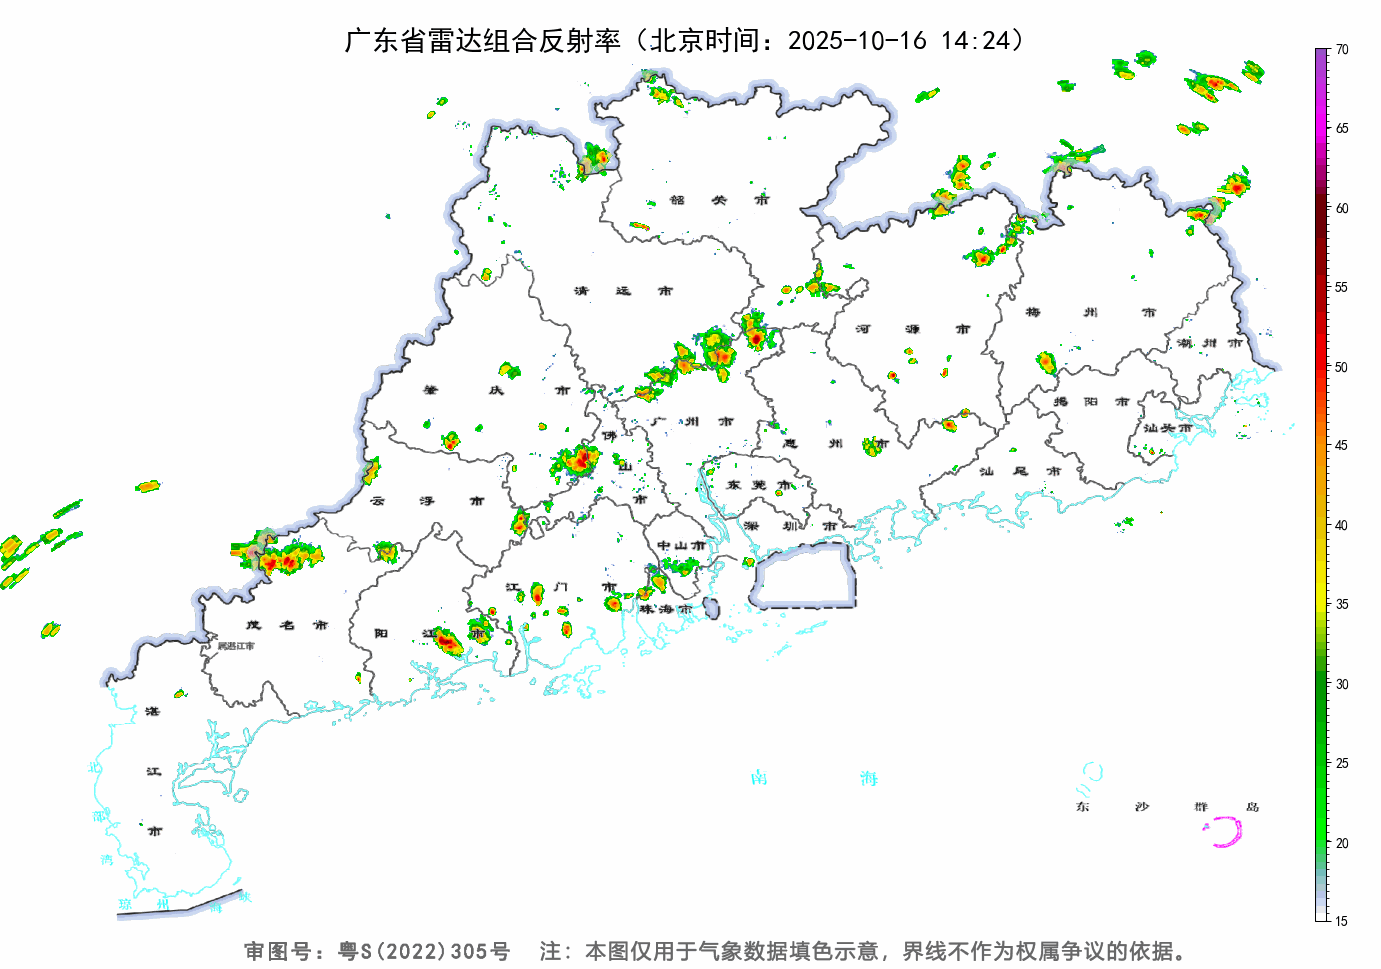 广东省雷达组合反射率（北京时间：2025-10-16 14:24）
70
65
60
55
50
45
40
35
30
25
20
15
韶 关 市
清 远 市
河 源 市
梅 州 市
潮 州 市
肇 庆 市
广 州 市
佛 山 市
惠 州 市
揭 阳 市
汕头市
汕 尾 市
云 浮 市
东 莞 市
深 圳 市
中山市
江 门 市
珠海市
茂 名 市
属湛江市
阳 江 市
湛 江 市
北 部 湾
琼 州 海 峡
南 海
东 沙 群 岛
审图号：粤S(2022)305号 注：本图仅用于气象数据填色示意，界线不作为权属争议的依据。